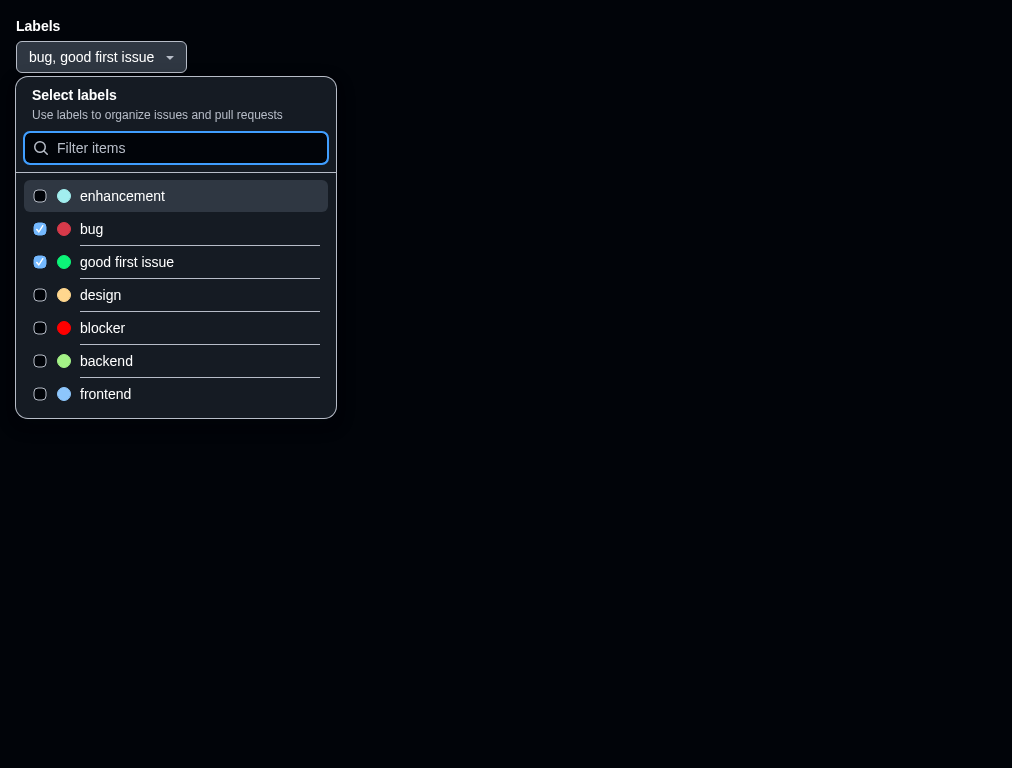 Labels
bug, good first issue
Select labels
Use labels to organize issues and pull requests
Filter items
enhancement
bug
good first issue
design
blocker
backend
frontend